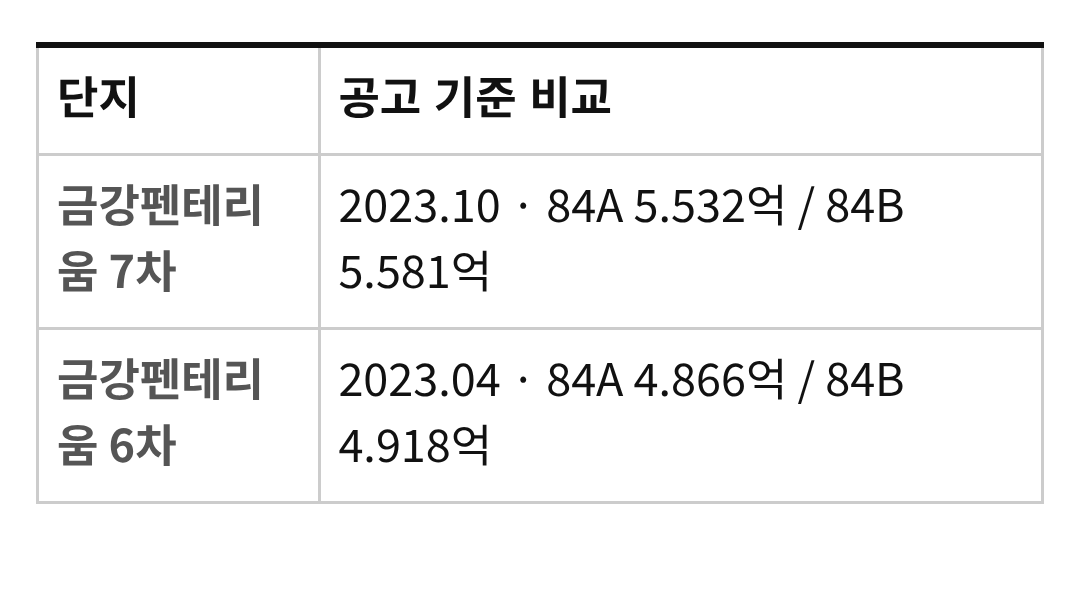 단지
공고 기준 비교
금강펜테리
움 7차
2023.10 · 84A 5.532억 / 84B
5.581억
금강펜테리
움 6차
2023.04 · 84A 4.866억 / 84B
4.918억